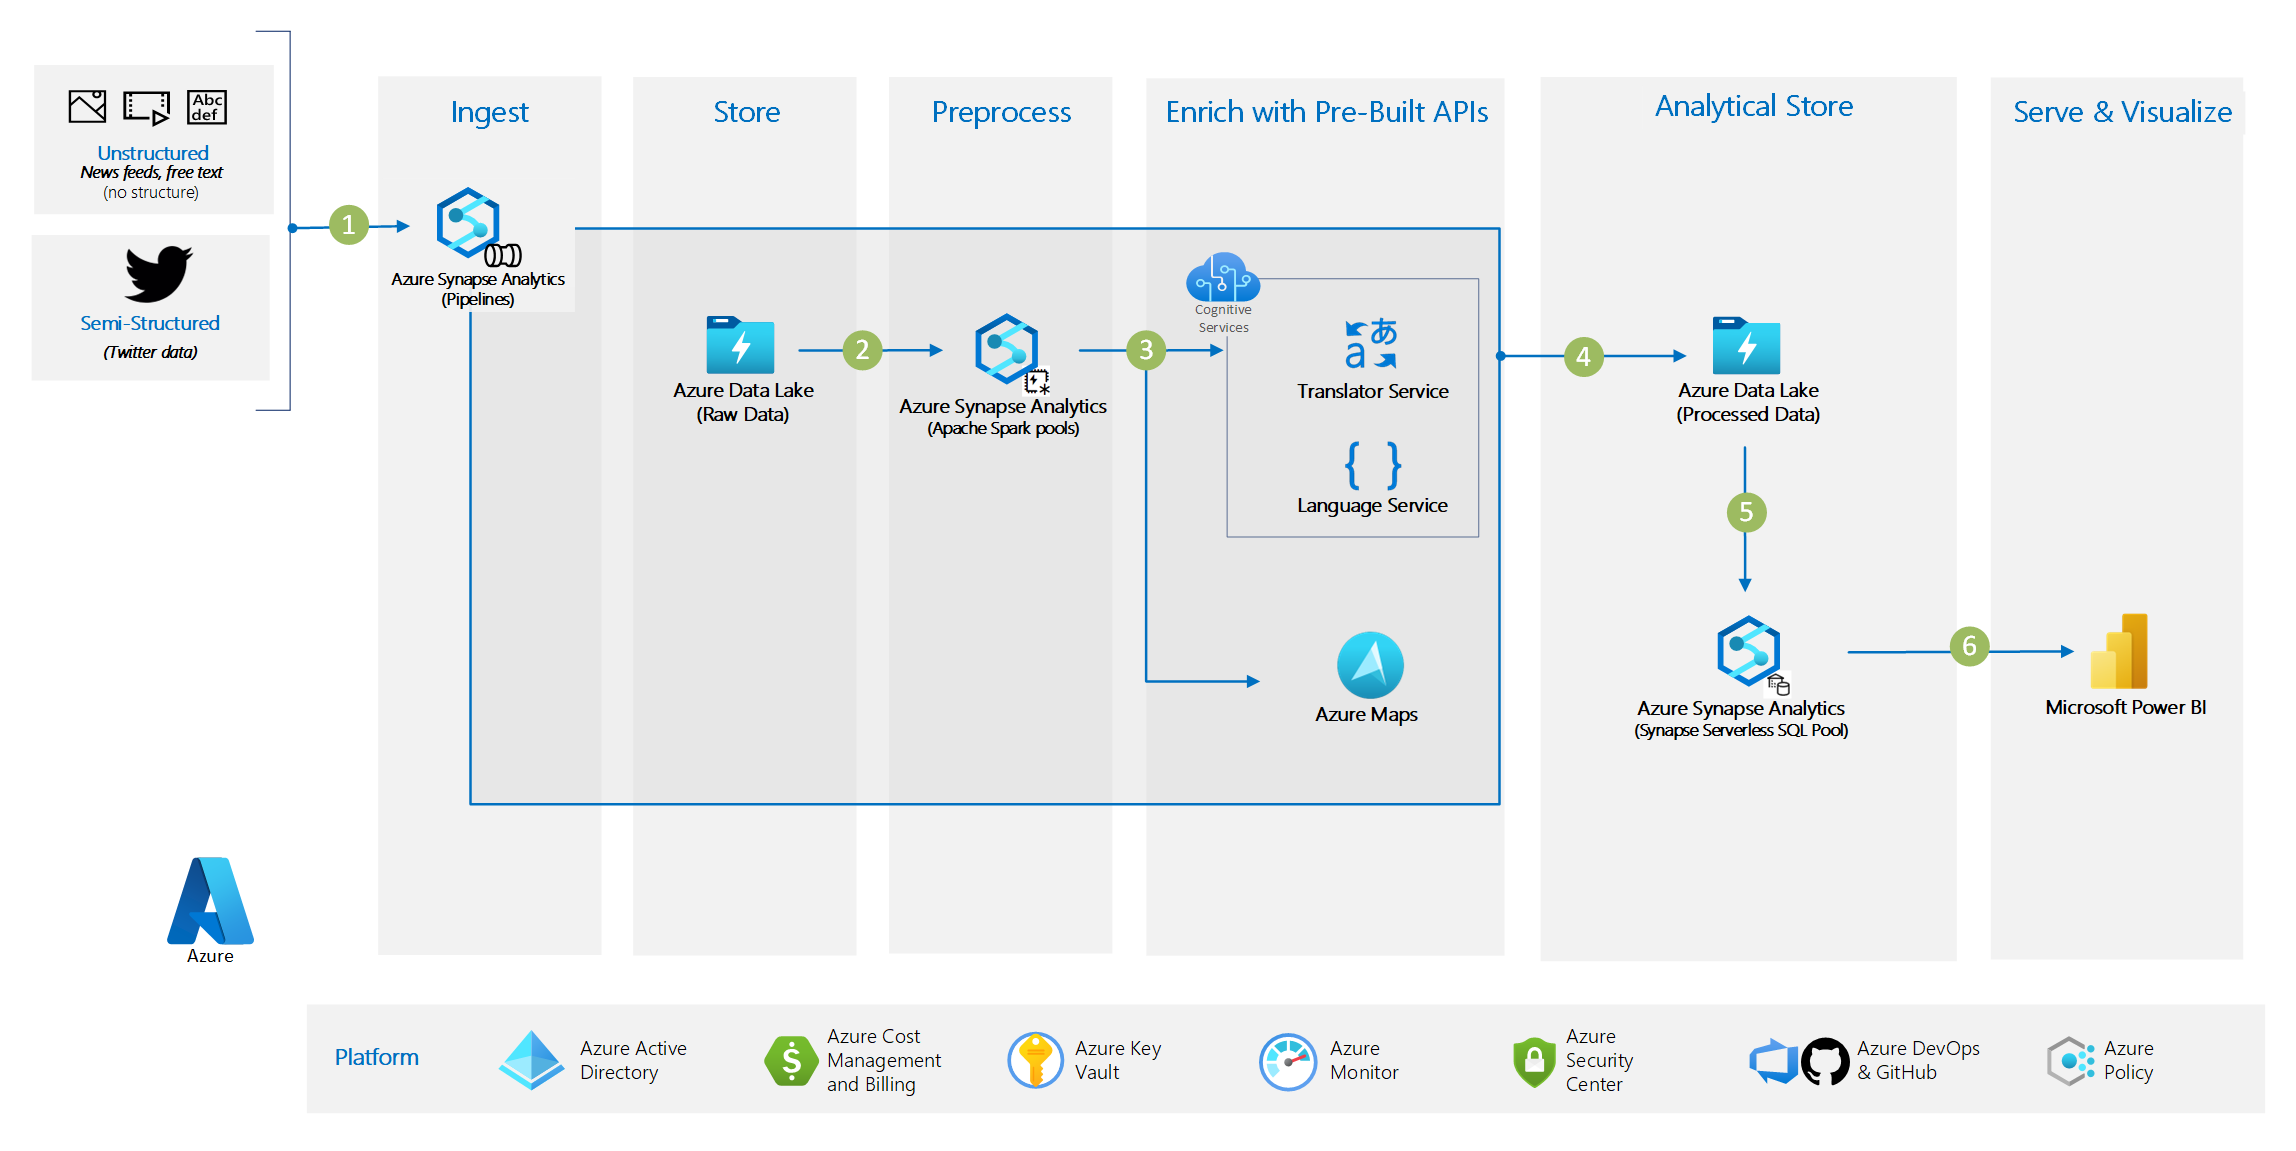 Abc
def
Unstructured
News feeds, free text
(no structure)
Semi-Structured
(Twitter data)
1
Ingest
Azure Synapse Analytics
(Pipelines)
Store
Azure Data Lake
(Raw Data)
2
Preprocess
Azure Synapse Analytics
(Apache Spark pools)
3
Enrich with Pre-Built APIs
Cognitive
Services
a あ
Translator Service
{ }
Language Service
Azure Maps
4
Analytical Store
Azure Data Lake
(Processed Data)
5
Azure Synapse Analytics
(Synapse Serverless SQL Pool)
6
Serve & Visualize
Microsoft Power BI
Azure
Platform
Azure Active
Directory
$
Azure Cost
Management
and Billing
Azure Key
Vault
Azure
Monitor
Azure
Security
Center
Azure DevOps
& GitHub
Azure
Policy